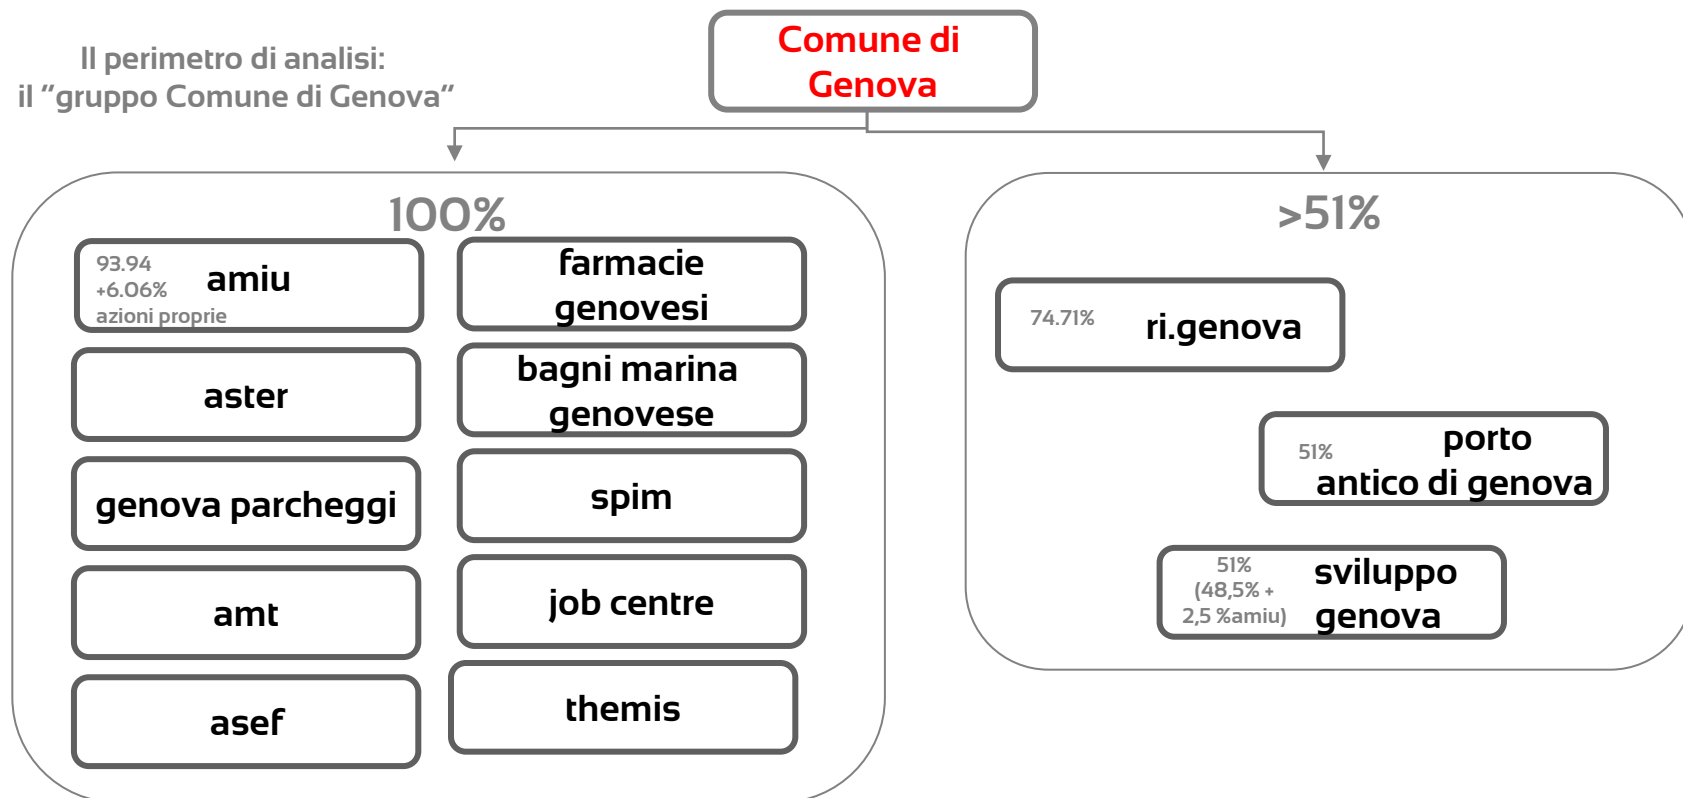 Il perimetro di analisi:
il "gruppo Comune di Genova"
Comune di
Genova
100%
93.94
+6.06%
azioni proprie
amiu
aster
genova parcheggi
amt
asef
farmacie
genovesi
bagni marina
genovese
spim
job centre
themis
>51%
74.71%
ri.genova
51%
porto
antico di genova
51%
(48,5% +
2,5 %amiu)
sviluppo
genova